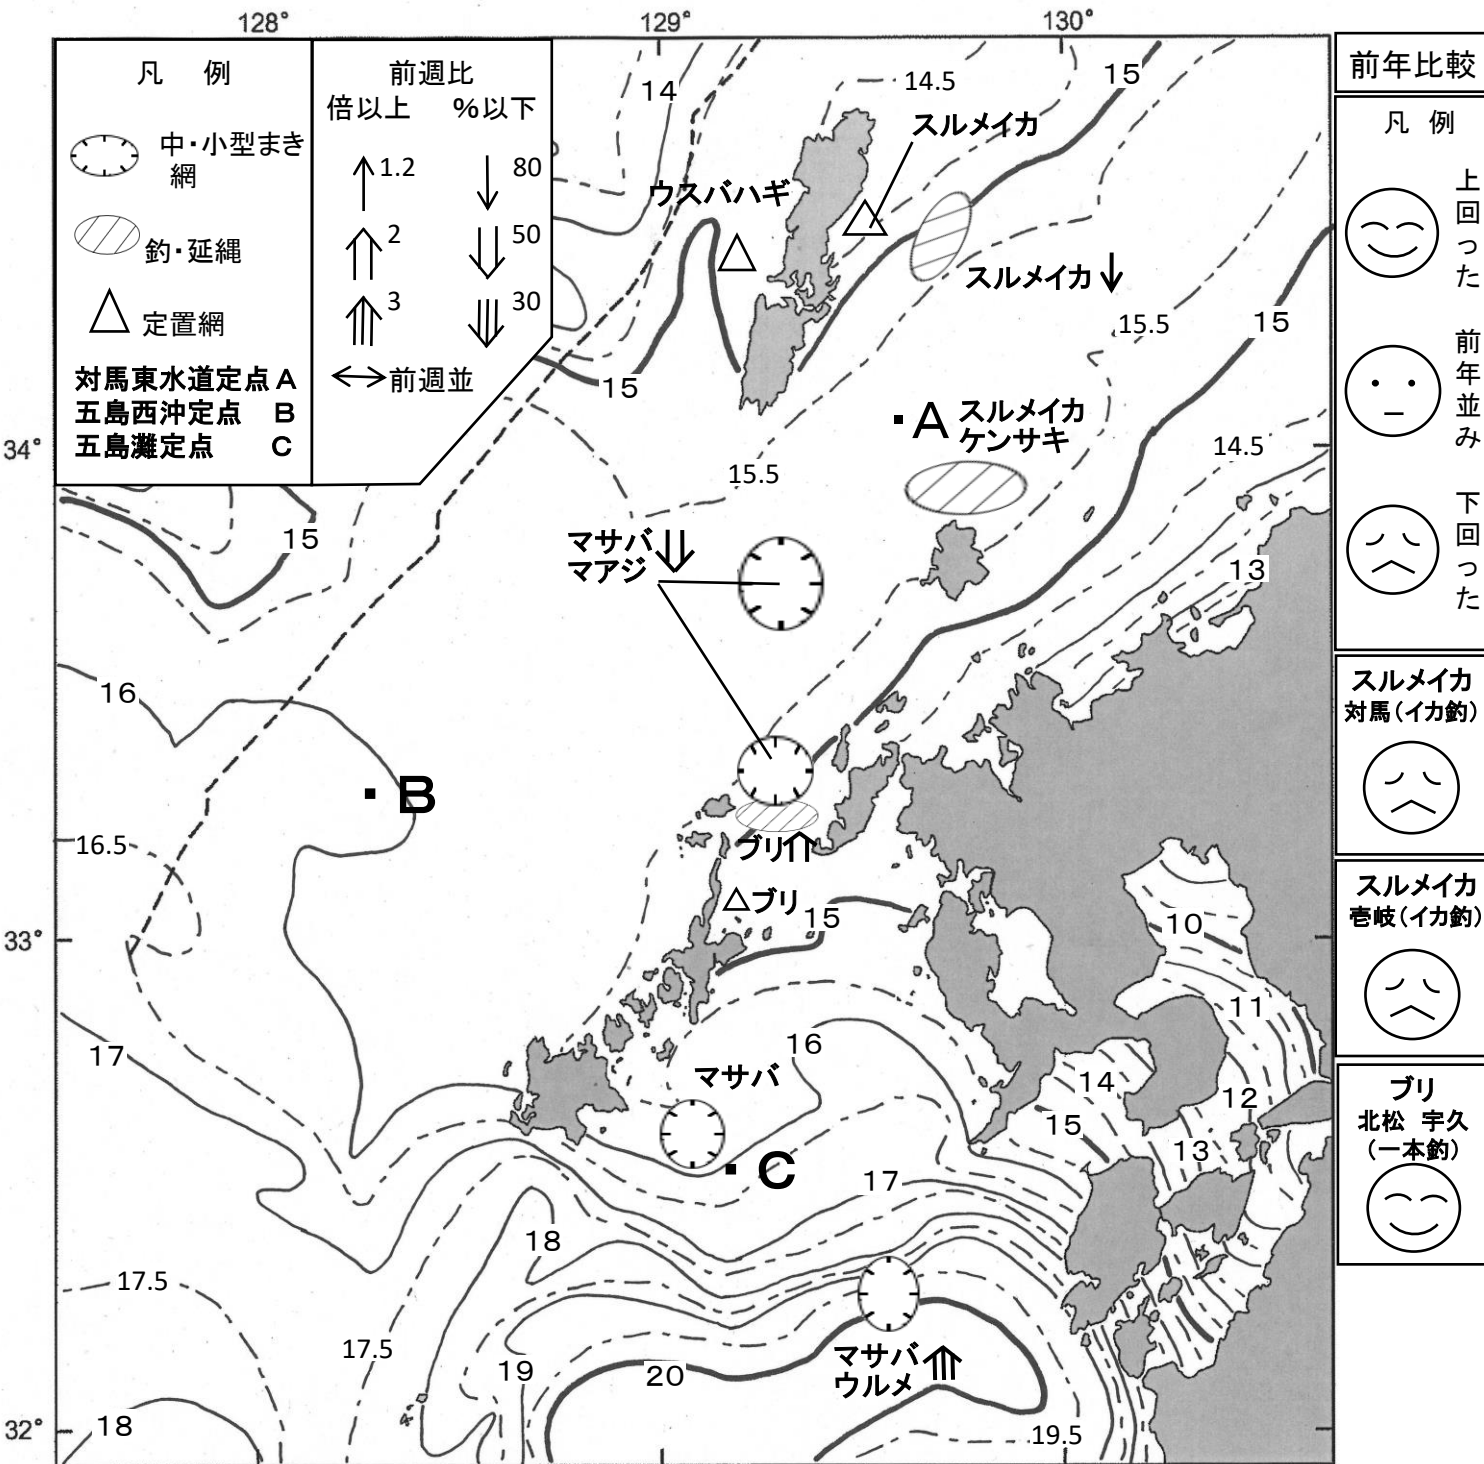 128°
129°
130°
凡 例
中・小型まき
網
釣・延縄
定置網
対馬東水道定点 A
五島西沖定点 B
五島灘定点 C
前週比
倍以上 %以下
1.2
80
2
50
3
30
前週並
前年比較
凡 例
上回った
前年並み
下回った
スルメイカ
対馬(イカ釣)
スルメイカ
壱岐(イカ釣)
ブリ
北松 宇久
(一本釣)
14
14.5
15
スルメイカ
ウスバハギ
スルメイカ
15.5
15
15
34°
A
スルメイカ
ケンサキ
14.5
15.5
15
マサバ
マアジ
13
16
B
16.5
ブリ
ブリ
15
10
33°
11
17
16
マサバ
14
12
15
13
C
17
18
17.5
17.5
19
20
マサバ
ウルメ
18
32°
19.5